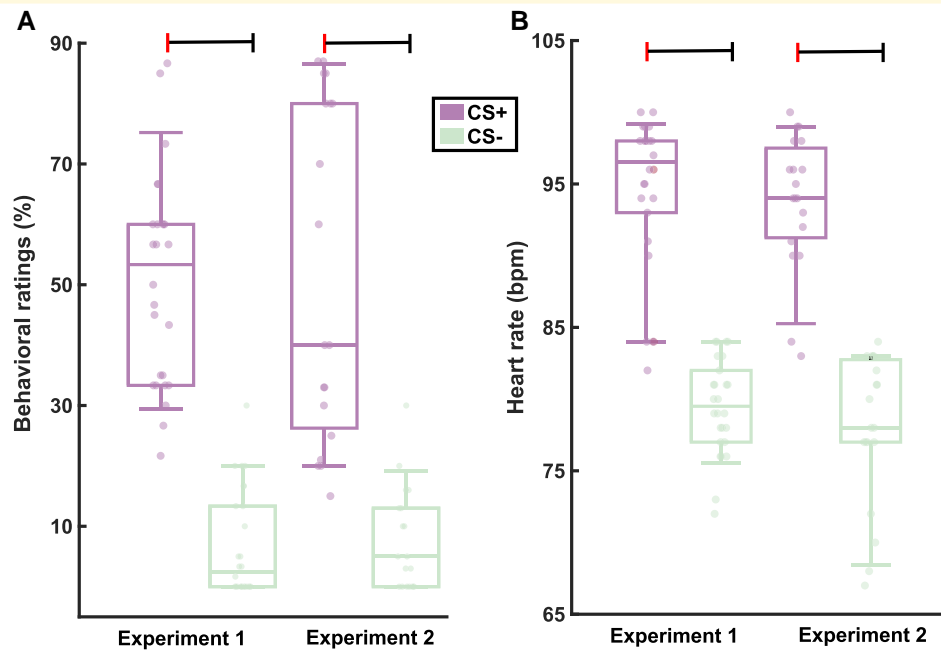 A
Behavioral ratings (%)
90
70
50
30
10
Experiment 1
Experiment 2
CS+
CS-
B
Heart rate (bpm)
105
95
85
75
65
Experiment 1
Experiment 2